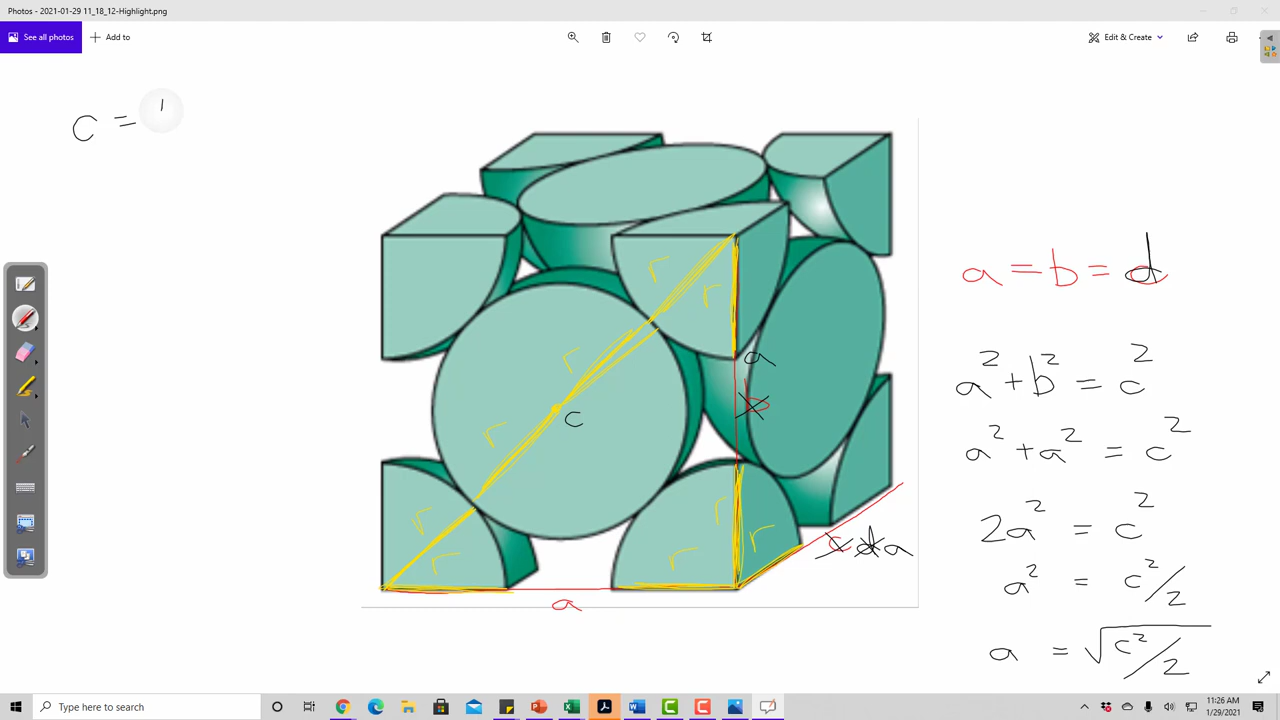 Photos - 2021-01-29 11_18_12-Highlight.png
See all photos
Add to
Edit & Create
c =
r
r
r
r
r
r
r
r
r
c
a
b
a
c d a
a = b = d
a² + b² = c²
a² + a² = c²
2a² = c²
a² = c²/2
a = √c²/2
Type here to search
11:26 AM
1/29/2021